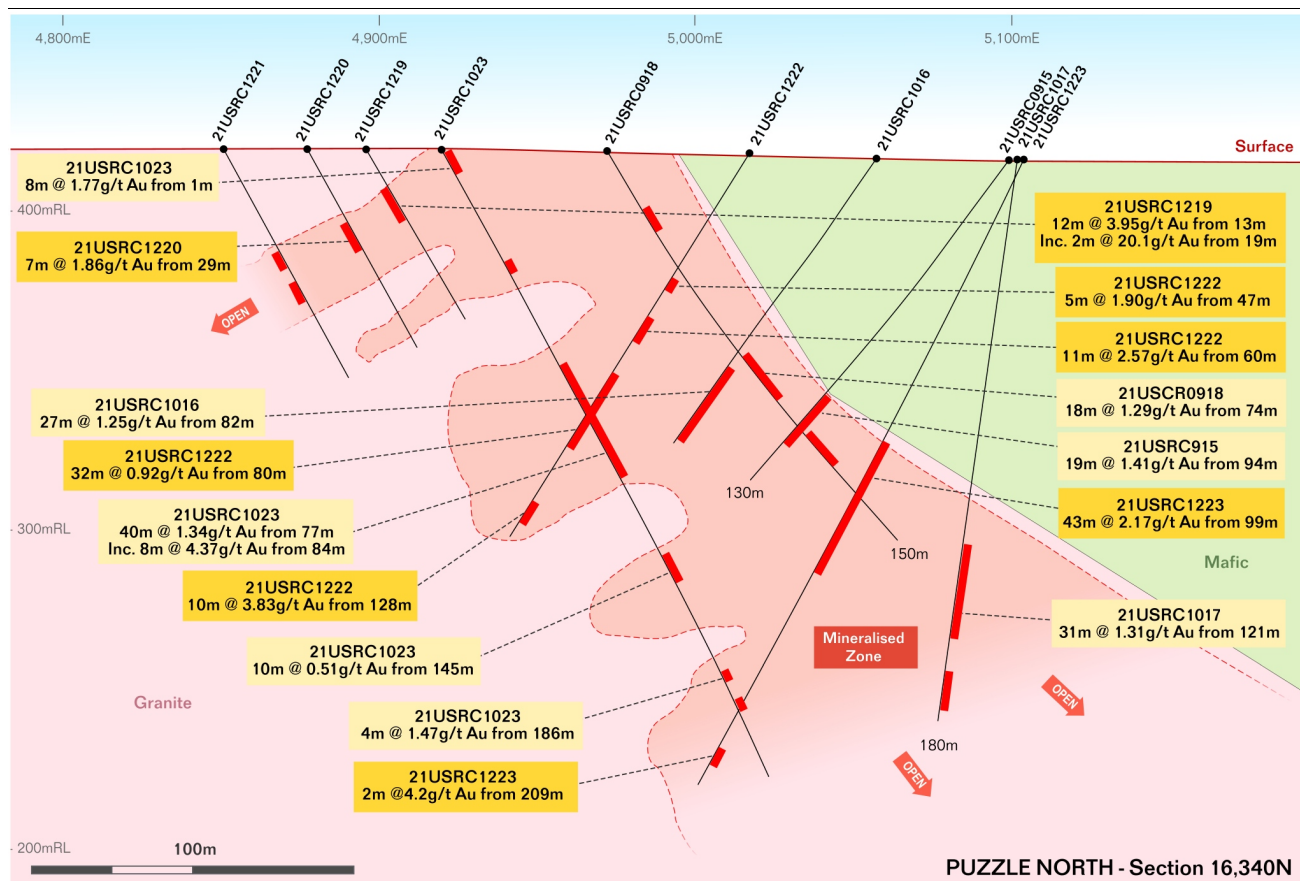 4,800mE
4,900mE
5,000mE
5,100mE
21USRC1221
21USRC1220
21USRC1219
21USRC1023
21USRC0918
21USRC1222
21USRC1016
21USRC0915
21USRC1017
21USRC1223
Surface
21USRC1023
8m @ 1.77g/t Au from 1m
400mRL
21USRC1220
7m @ 1.86g/t Au from 29m
OPEN
21USRC1219
12m @ 3.95g/t Au from 13m
Inc. 2m @ 20.1g/t Au from 19m
21USRC1222
5m @ 1.90g/t Au from 47m
21USRC1222
11m @ 2.57g/t Au from 60m
21USCR0918
18m @ 1.29g/t Au from 74m
21USRC915
19m @ 1.41g/t Au from 94m
21USRC1223
43m @ 2.17g/t Au from 99m
21USRC1016
27m @ 1.25g/t Au from 82m
21USRC1222
32m @ 0.92g/t Au from 80m
21USRC1023
40m @ 1.34g/t Au from 77m
Inc. 8m @ 4.37g/t Au from 84m
300mRL
130m
150m
Mafic
21USRC1222
10m @ 3.83g/t Au from 128m
21USRC1017
31m @ 1.31g/t Au from 121m
21USRC1023
10m @ 0.51g/t Au from 145m
Mineralised
Zone
Granite
OPEN
21USRC1023
4m @ 1.47g/t Au from 186m
180m
OPEN
21USRC1223
2m @4.2g/t Au from 209m
200mRL
100m
PUZZLE NORTH - Section 16,340N